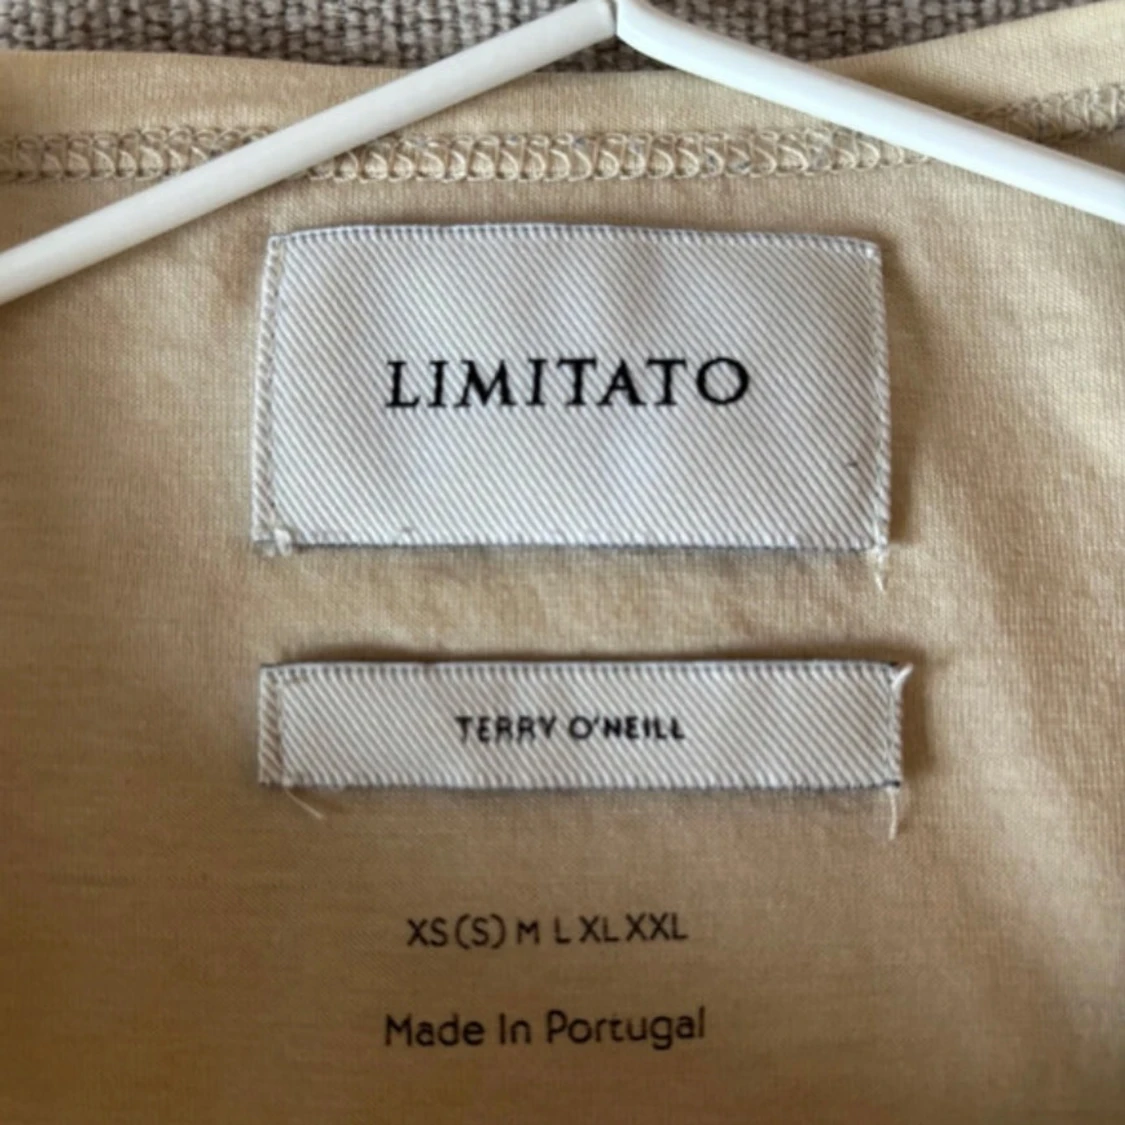 LIMITATO
TERRY O'NEILL
XS (S) M L XL XXL
Made In Portugal